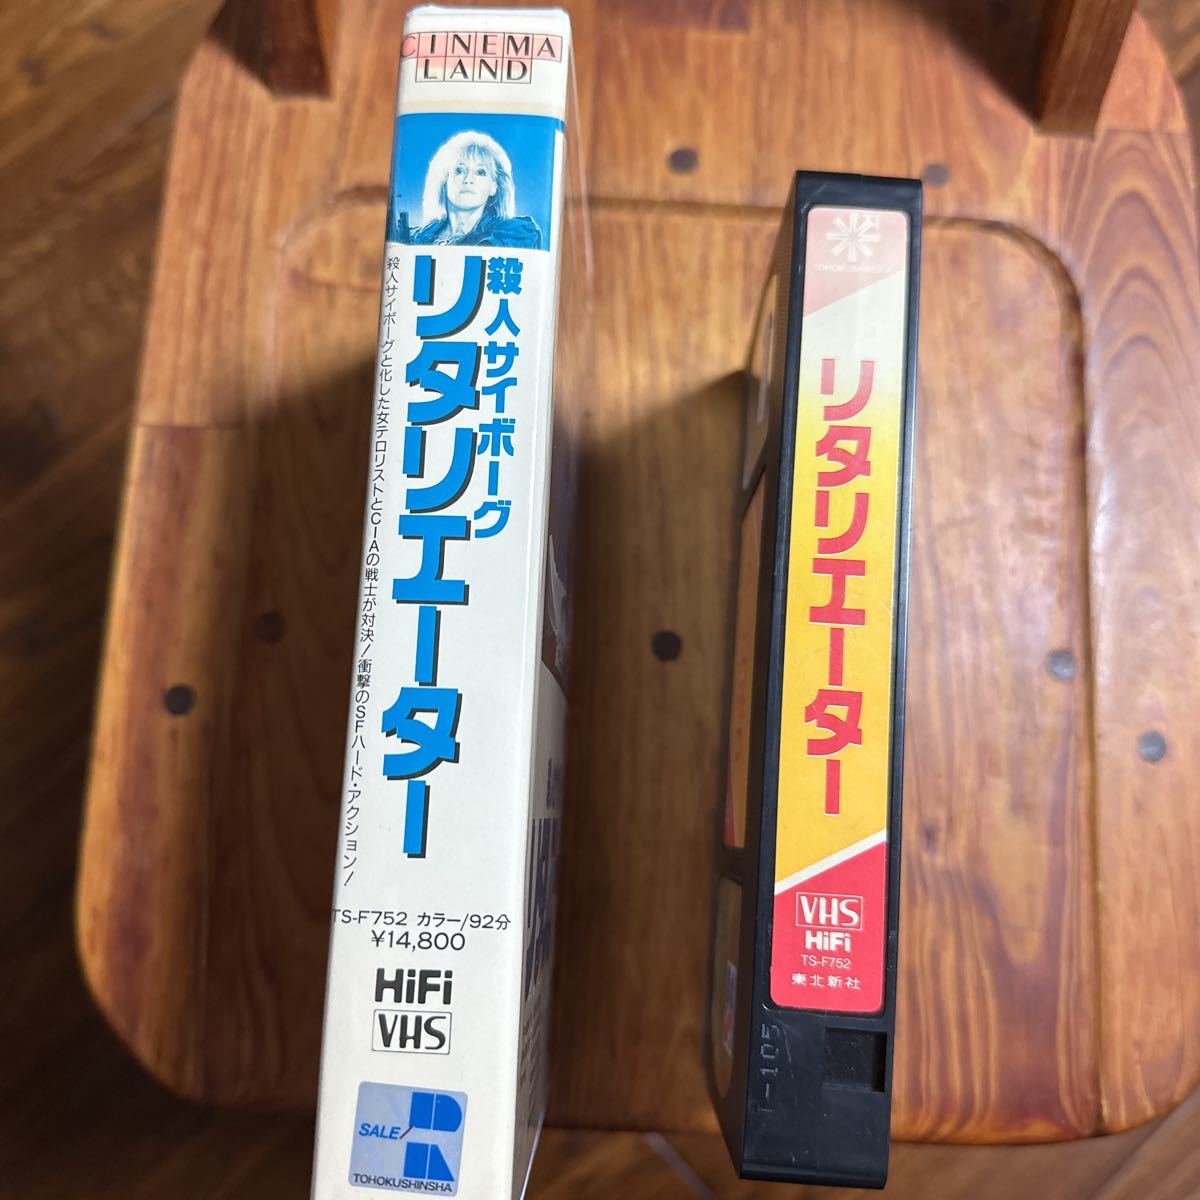 CINEMA
LAND
殺人サイボーグ
リタリエーター
殺人サイボーグと化した女テロリストとCIAの戦士が対決!衝撃のSFハード・アクション!
TS-F752 カラー/92分
¥14,800
HiFi
VHS
SALE/R
TOHOKUSHINSHA
TOHOKUSHINSHA
リタリエーター
VHS
HiFi
TS-F752
東北新社
T-105